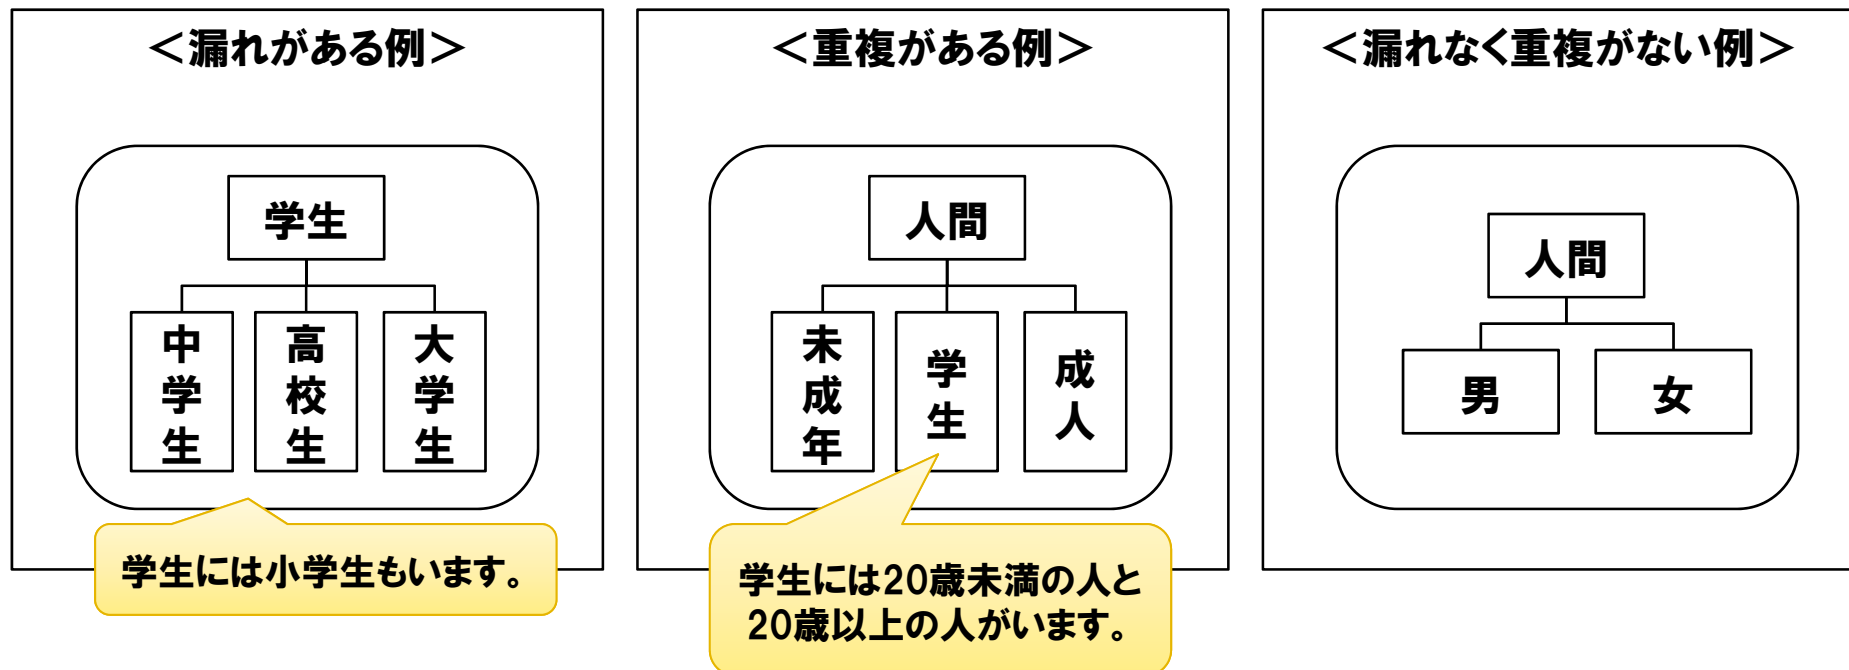 ＜漏れがある例＞
学生
中学生
高校生
大学生
学生には小学生もいます。
＜重複がある例＞
人間
未成年
学生
成人
学生には20歳未満の人と
20歳以上の人がいます。
＜漏れなく重複がない例＞
人間
男
女